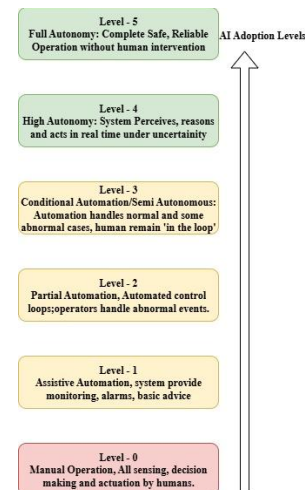 Level - 5
Full Autonomy: Complete Safe, Reliable
Operation without human intervention
AI Adoption Levels
Level - 4
High Autonomy: System Perceives, reasons
and acts in real time under uncertainity
Level - 3
Conditional Automation/Semi Autonomous:
Automation handles normal and some
abnormal cases, human remain 'in the loop'
Level - 2
Partial Automation, Automated control
loops;operators handle abnormal events.
Level - 1
Assistive Automation, system provide
monitoring, alarms, basic advice
Level - 0
Manual Operation, All sensing, decision
making and actuation by humans.